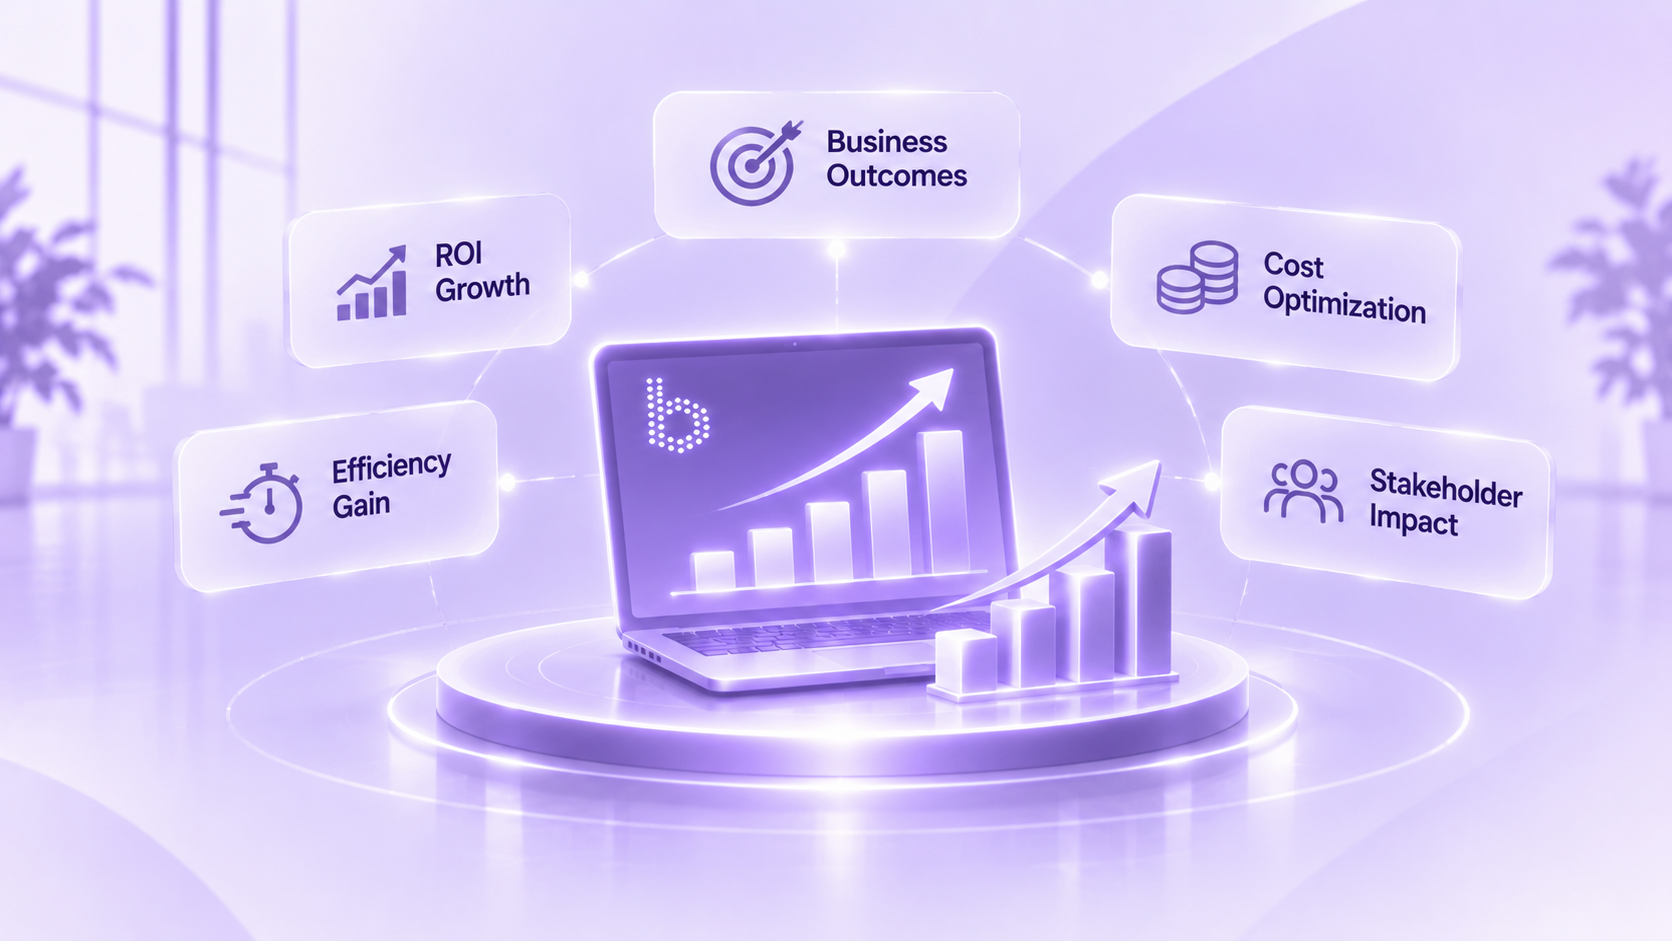 Business
Outcomes
ROI
Growth
Cost
Optimization
Efficiency
Gain
Stakeholder
Impact
b